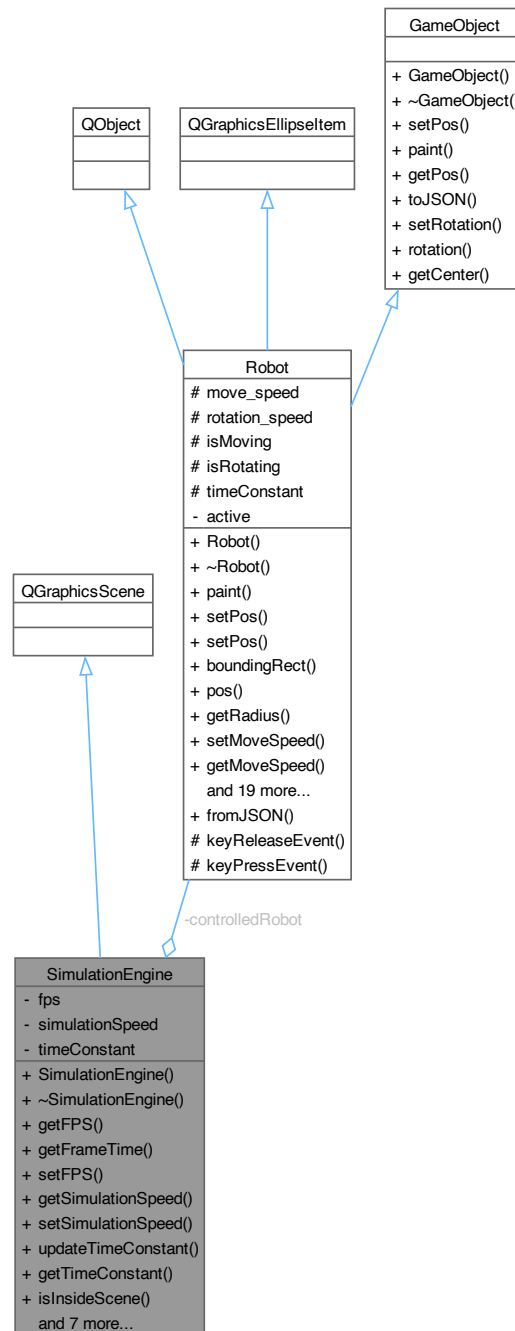 GameObject
+ GameObject()
+ ~GameObject()
+ setPos()
+ paint()
+ getPos()
+ toJSON()
+ setRotation()
+ rotation()
+ getCenter()
QObject
QGraphicsEllipseItem
Robot
# move_speed
# rotation_speed
# isMoving
# isRotating
# timeConstant
- active
+ Robot()
+ ~Robot()
+ paint()
+ setPos()
+ setPos()
+ boundingRect()
+ pos()
+ getRadius()
+ setMoveSpeed()
+ getMoveSpeed()
and 19 more...
+ fromJSON()
# keyReleaseEvent()
# keyPressEvent()
QGraphicsScene
-controlledRobot
SimulationEngine
- fps
- simulationSpeed
- timeConstant
+ SimulationEngine()
+ ~SimulationEngine()
+ getFPS()
+ getFrameTime()
+ setFPS()
+ getSimulationSpeed()
+ setSimulationSpeed()
+ updateTimeConstant()
+ getTimeConstant()
+ isInsideScene()
and 7 more...